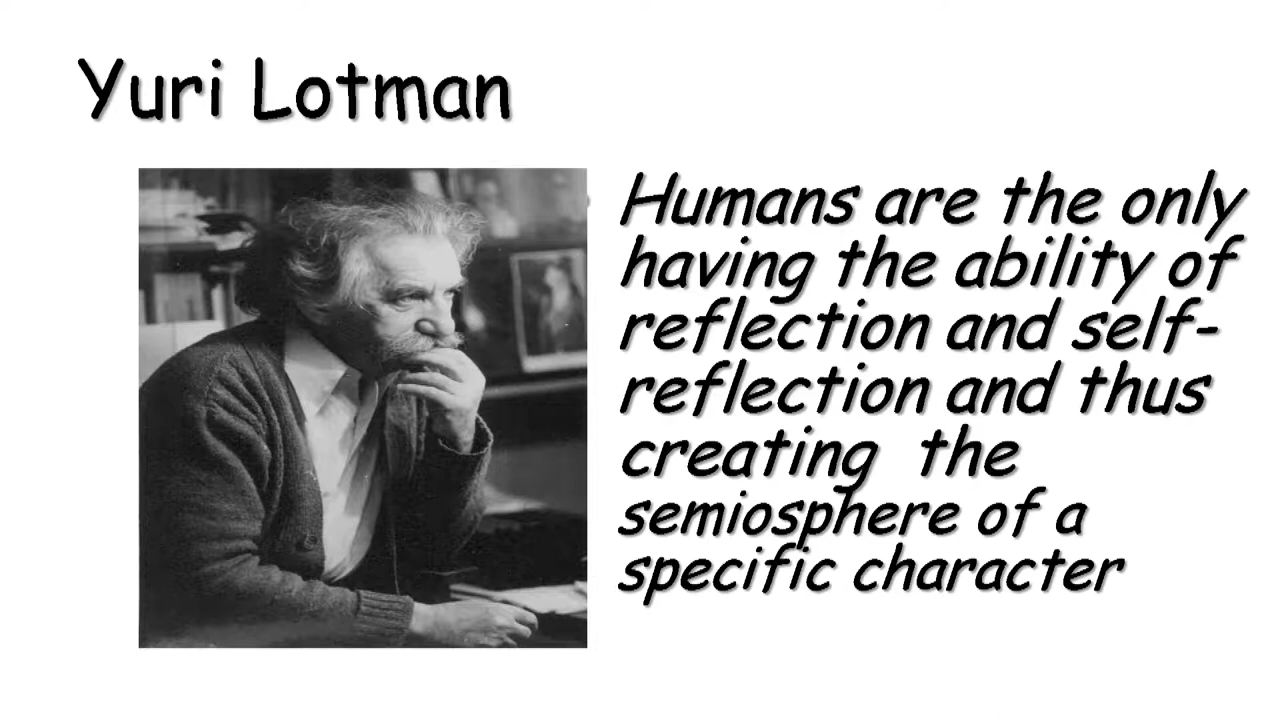 Yuri Lotman
Humans are the only
having the ability of
reflection and self-
reflection and thus
creating the
semiosphere of a
specific character